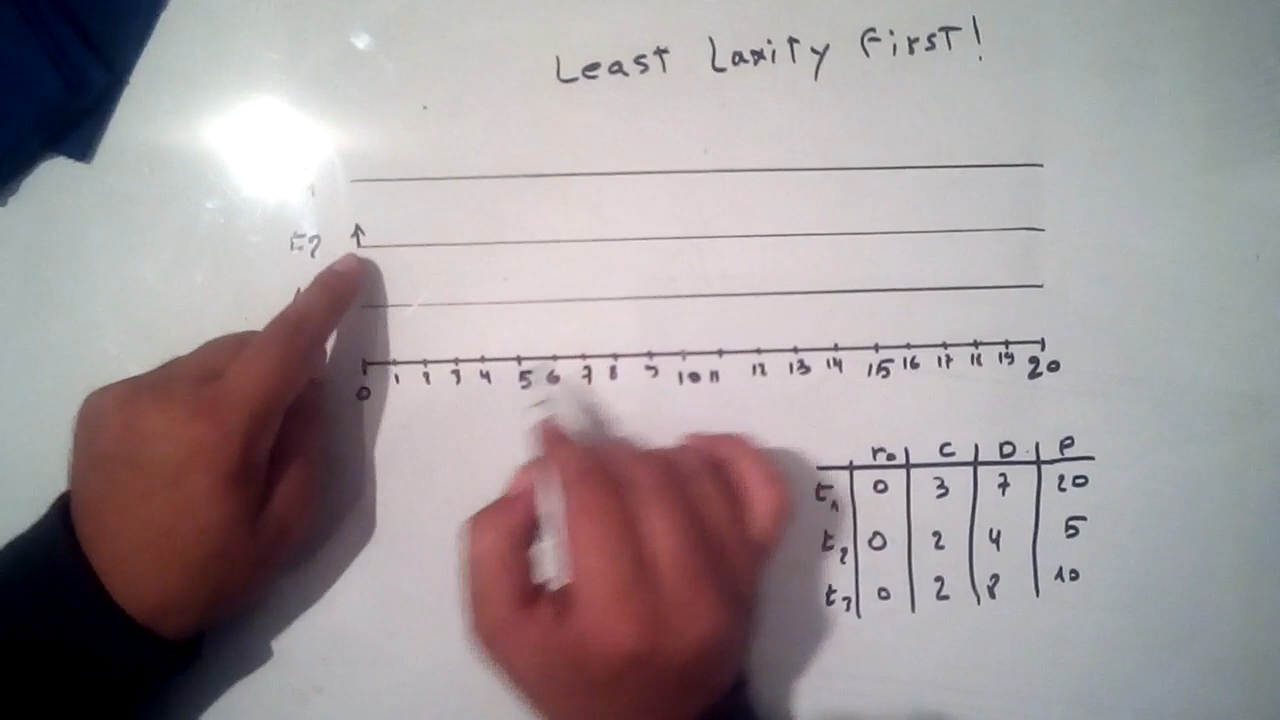 Least Laxity First!
t2
0 1 2 3 4 5 6 7 8 9 10 11 12 13 14 15 16 17 18 19 20
r0 C D P
t1 0 3 7 20
t2 0 2 4 5
t3 0 2 8 10